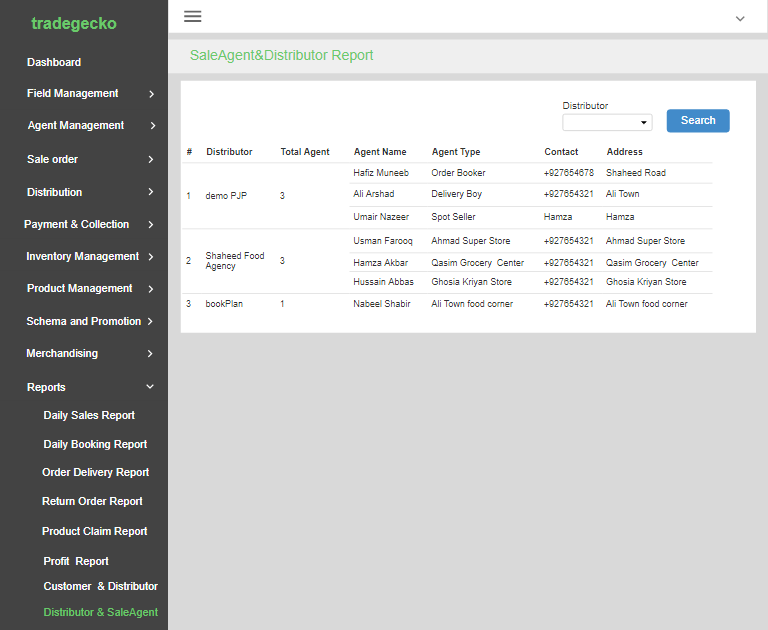 tradegecko
Dashboard
Field Management
Agent Management
Sale order
Distribution
Payment & Collection
Inventory Management
Product Management
Schema and Promotion
Merchandising
Reports
Daily Sales Report
Daily Booking Report
Order Delivery Report
Return Order Report
Product Claim Report
Profit Report
Customer & Distributor
Distributor & SaleAgent
SaleAgent&Distributor Report
Distributor
Search
# Distributor Total Agent Agent Name Agent Type Contact Address
Hafiz Muneeb Order Booker +927654678 Shaheed Road
1 demo PJP 3 Ali Arshad Delivery Boy +927654321 Ali Town
Umair Nazeer Spot Seller Hamza Hamza
Usman Farooq Ahmad Super Store +927654321 Ahmad Super Store
2 Shaheed Food Agency 3 Hamza Akbar Qasim Grocery Center +927654321 Qasim Grocery Center
Hussain Abbas Ghosia Kriyan Store +927654321 Ghosia Kriyan Store
3 bookPlan 1 Nabeel Shabir Ali Town food corner +927654321 Ali Town food corner